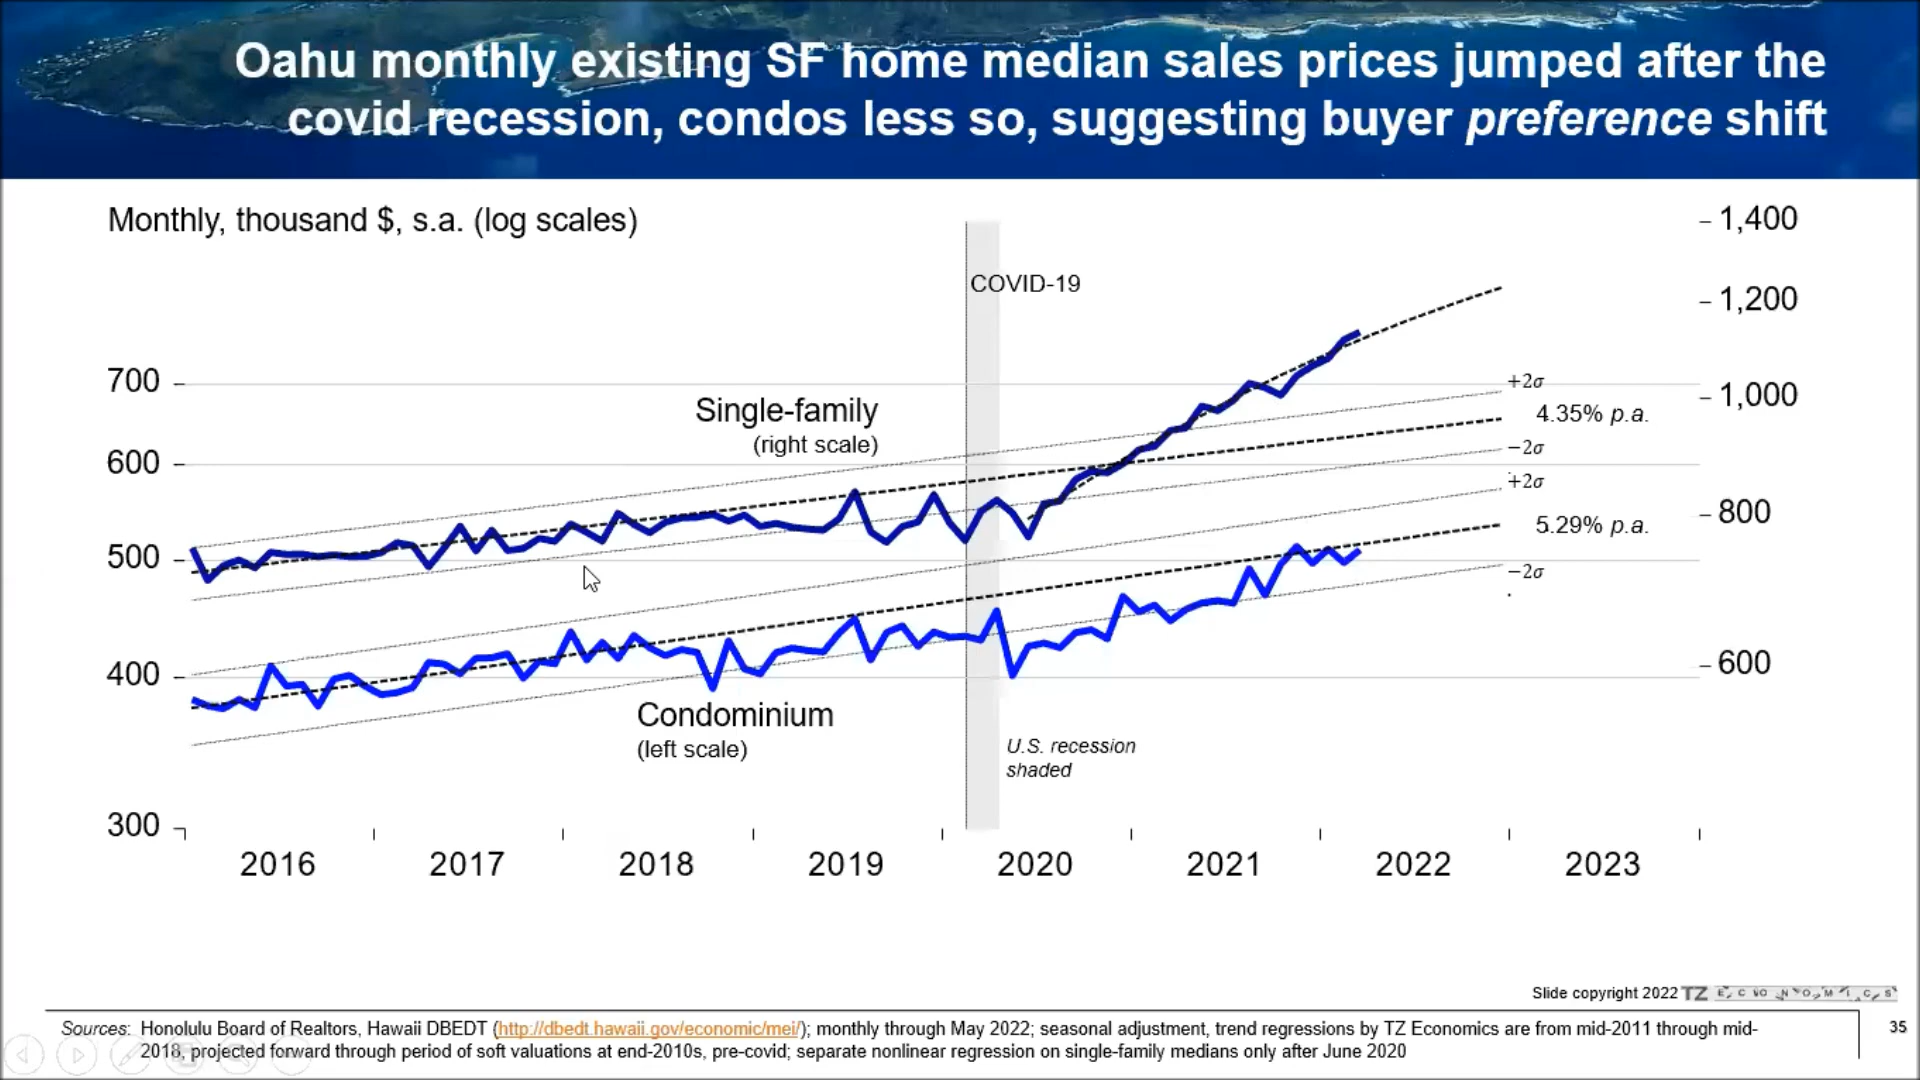 Oahu monthly existing SF home median sales prices jumped after the
covid recession, condos less so, suggesting buyer preference shift
Monthly, thousand $, s.a. (log scales)
1,400
COVID-19
1,200
700
+2σ
1,000
Single-family
4.35% p.a.
(right scale)
−2σ
600
+2σ
800
5.29% p.a.
500
−2σ
600
400
Condominium
(left scale)
U.S. recession
shaded
300
2016 2017 2018 2019 2020 2021 2022 2023
Slide copyright 2022 TZ ECONOMICS
Sources: Honolulu Board of Realtors, Hawaii DBEDT (http://dbedt.hawaii.gov/economic/mei/); monthly through May 2022; seasonal adjustment, trend regressions by TZ Economics are from mid-2011 through mid-
2018, projected forward through period of soft valuations at end-2010s, pre-covid; separate nonlinear regression on single-family medians only after June 2020
35